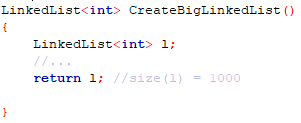 LinkedList<int> CreateBigLinkedList()
{
    LinkedList<int> l;
    //...
    return l; //size(l) = 1000
}